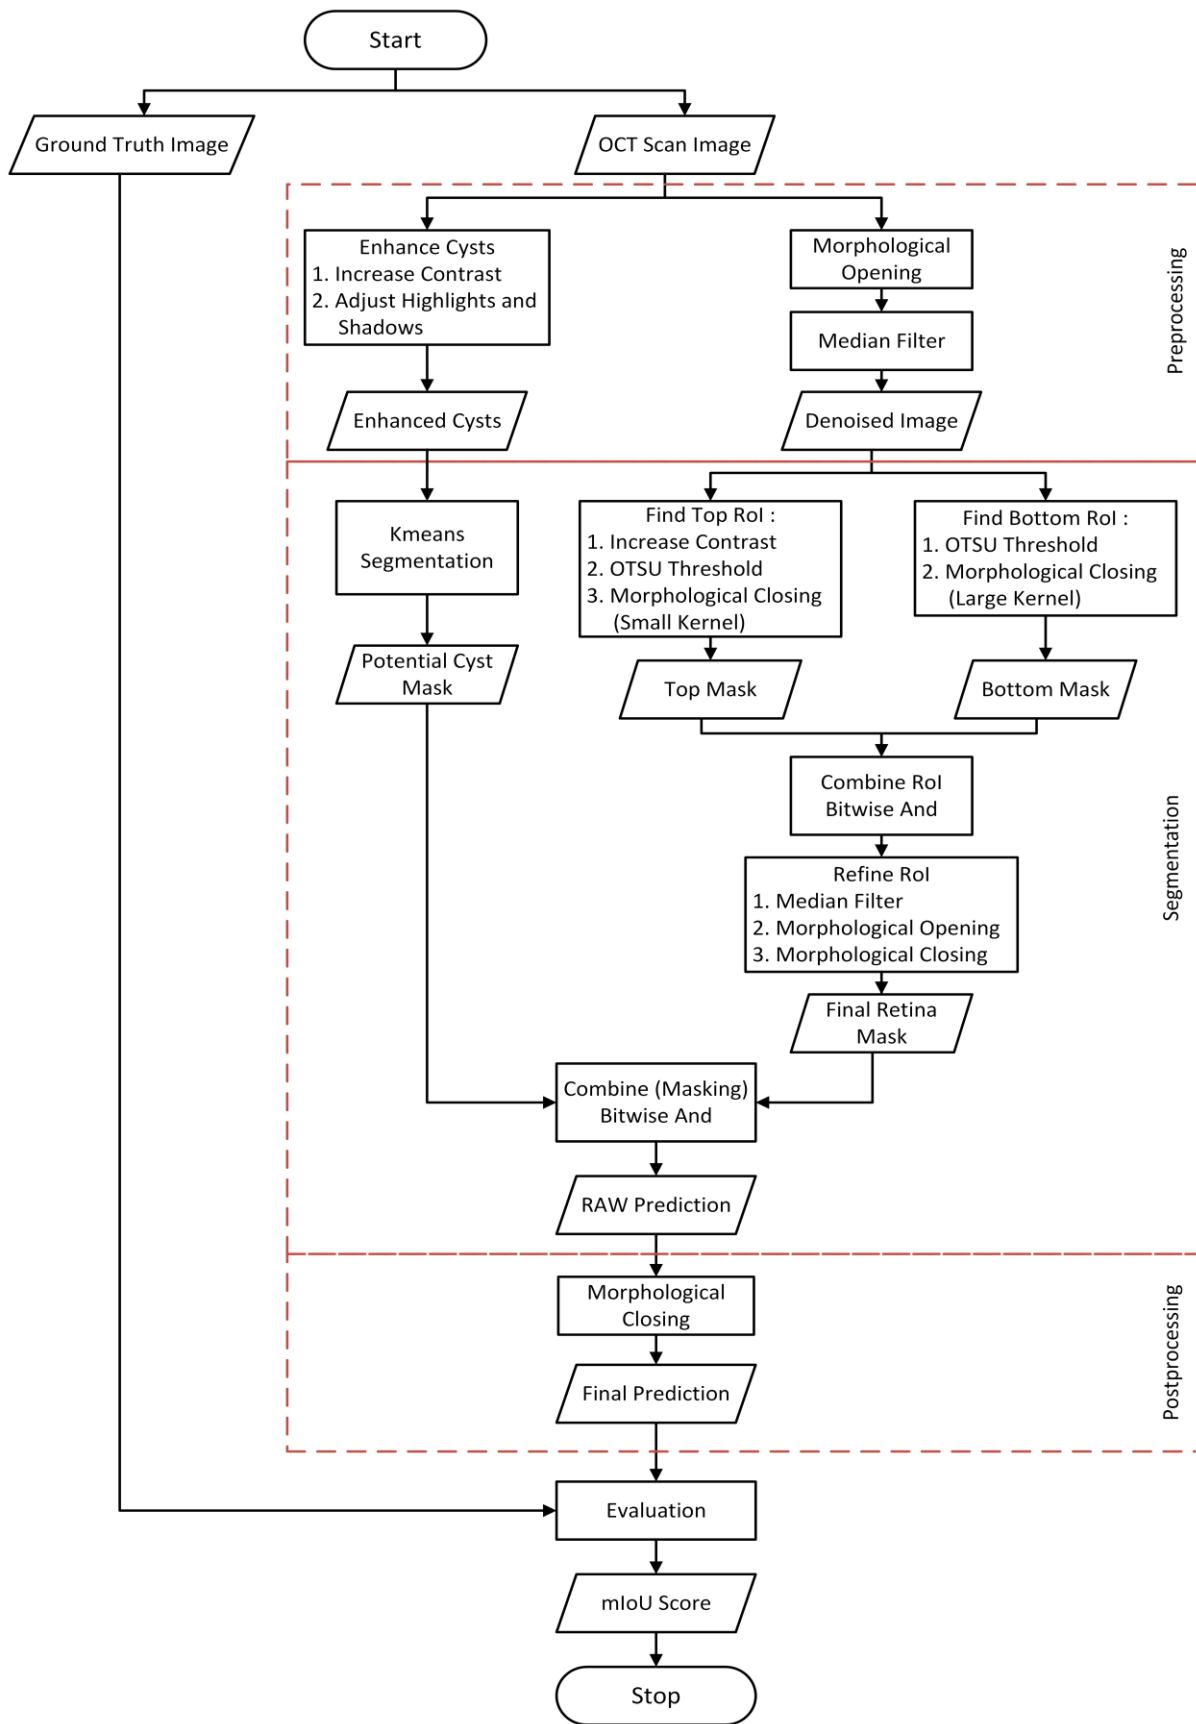 Start
Ground Truth Image
OCT Scan Image
Enhance Cysts
1. Increase Contrast
2. Adjust Highlights and
Shadows
Morphological
Opening
Median Filter
Enhanced Cysts
Denoised Image
Preprocessing
Kmeans
Segmentation
Find Top RoI :
1. Increase Contrast
2. OTSU Threshold
3. Morphological Closing
(Small Kernel)
Find Bottom RoI :
1. OTSU Threshold
2. Morphological Closing
(Large Kernel)
Potential Cyst
Mask
Top Mask
Bottom Mask
Combine RoI
Bitwise And
Refine RoI
1. Median Filter
2. Morphological Opening
3. Morphological Closing
Final Retina
Mask
Combine (Masking)
Bitwise And
RAW Prediction
Segmentation
Morphological
Closing
Final Prediction
Postprocessing
Evaluation
mIoU Score
Stop